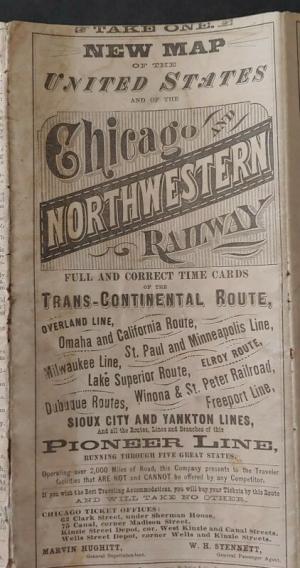 TAKE ONE.
NEW MAP
OF THE
UNITED STATES
AND OF THE
Chicago AND
NORTHWESTERN
RAILWAY
FULL AND CORRECT TIME CARDS
OF THE
TRANS-CONTINENTAL ROUTE,
OVERLAND LINE,
Omaha and California Route,
St. Paul and Minneapolis Line,
Milwaukee Line,
ELROY ROUTE,
Lake Superior Route,
Winona & St. Peter Railroad,
Dubuque Routes,
Freeport Line,
SIOUX CITY AND YANKTON LINES,
And all the Routes, Lines and Branches of this
PIONEER LINE,
RUNNING THROUGH FIVE GREAT STATES.
Operating over 2,000 Miles of Road, this Company presents to the Traveler
facilities that ARE NOT and CANNOT be offered by any Competitor.
If you wish the Best Traveling Accommodations, you will buy your Tickets by this Route
AND WILL TAKE NO OTHER.
CHICAGO TICKET OFFICES:
62 Clark Street, under Sherman House.
75 Canal, corner Madison Street.
Kinzie Street Depot, cor. West Kinzie and Canal Streets.
Wells Street Depot, corner Wells and Kinzie Streets.
MARVIN HUGHITT, W. H. STENNETT,
General Superintendent. General Passenger Agent.